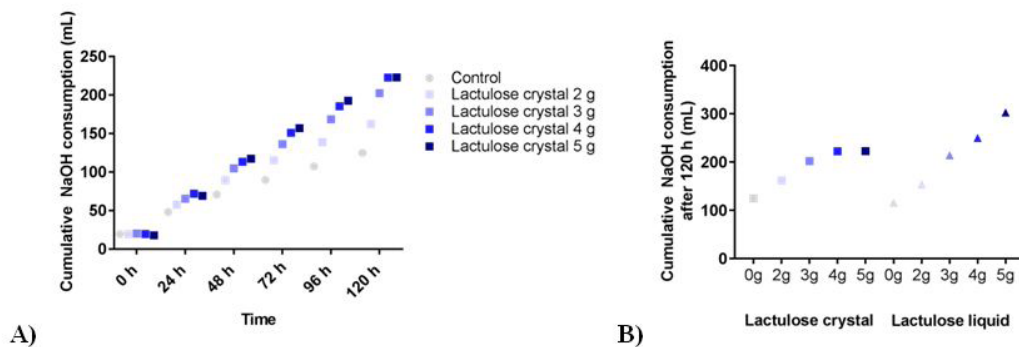 Cumulative NaOH consumption (mL)
250
200
150
100
50
0
0 h
24 h
48 h
72 h
96 h
120 h
Time
Control
Lactulose crystal 2 g
Lactulose crystal 3 g
Lactulose crystal 4 g
Lactulose crystal 5 g
A)
Cumulative NaOH consumption
after 120 h (mL)
400
300
200
100
0
0g 2g 3g 4g 5g 0g 2g 3g 4g 5g
Lactulose crystal Lactulose liquid
B)